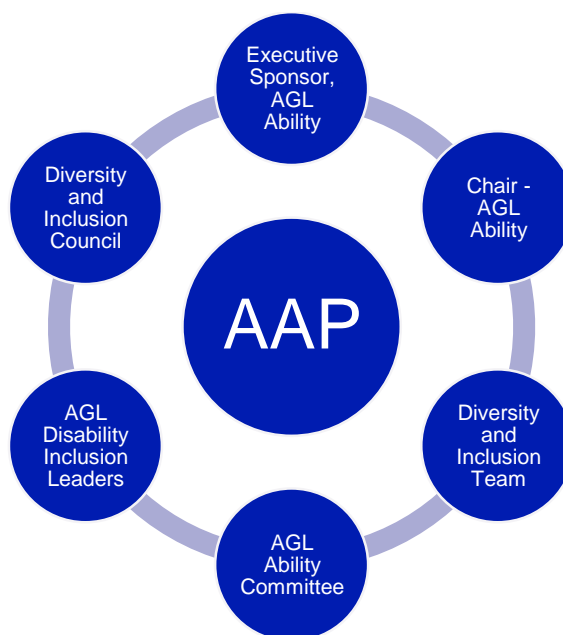 Executive
Sponsor,
AGL
Ability
Chair -
AGL
Ability
Diversity
and
Inclusion
Team
AGL
Ability
Committee
AGL
Disability
Inclusion
Leaders
Diversity
and
Inclusion
Council
AAP